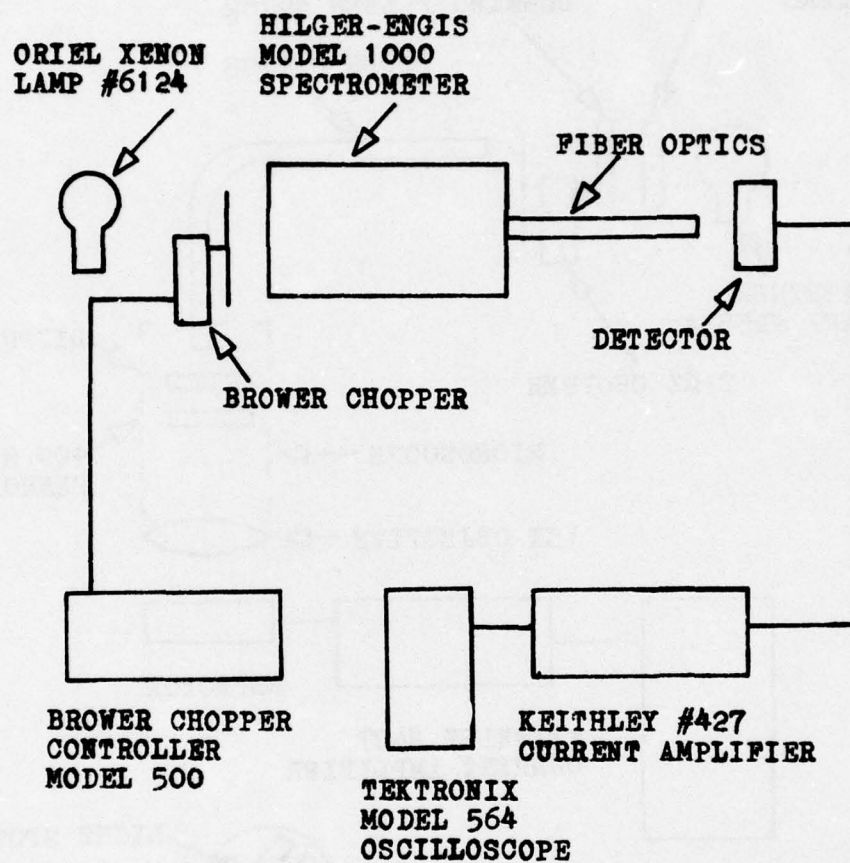 HILGER-ENGIS
MODEL 1000
SPECTROMETER
ORIEL XENON
LAMP #6124
FIBER OPTICS
DETECTOR
BROWER CHOPPER
BROWER CHOPPER
CONTROLLER
MODEL 500
TEKTRONIX
MODEL 564
OSCILLOSCOPE
KEITHLEY #427
CURRENT AMPLIFIER